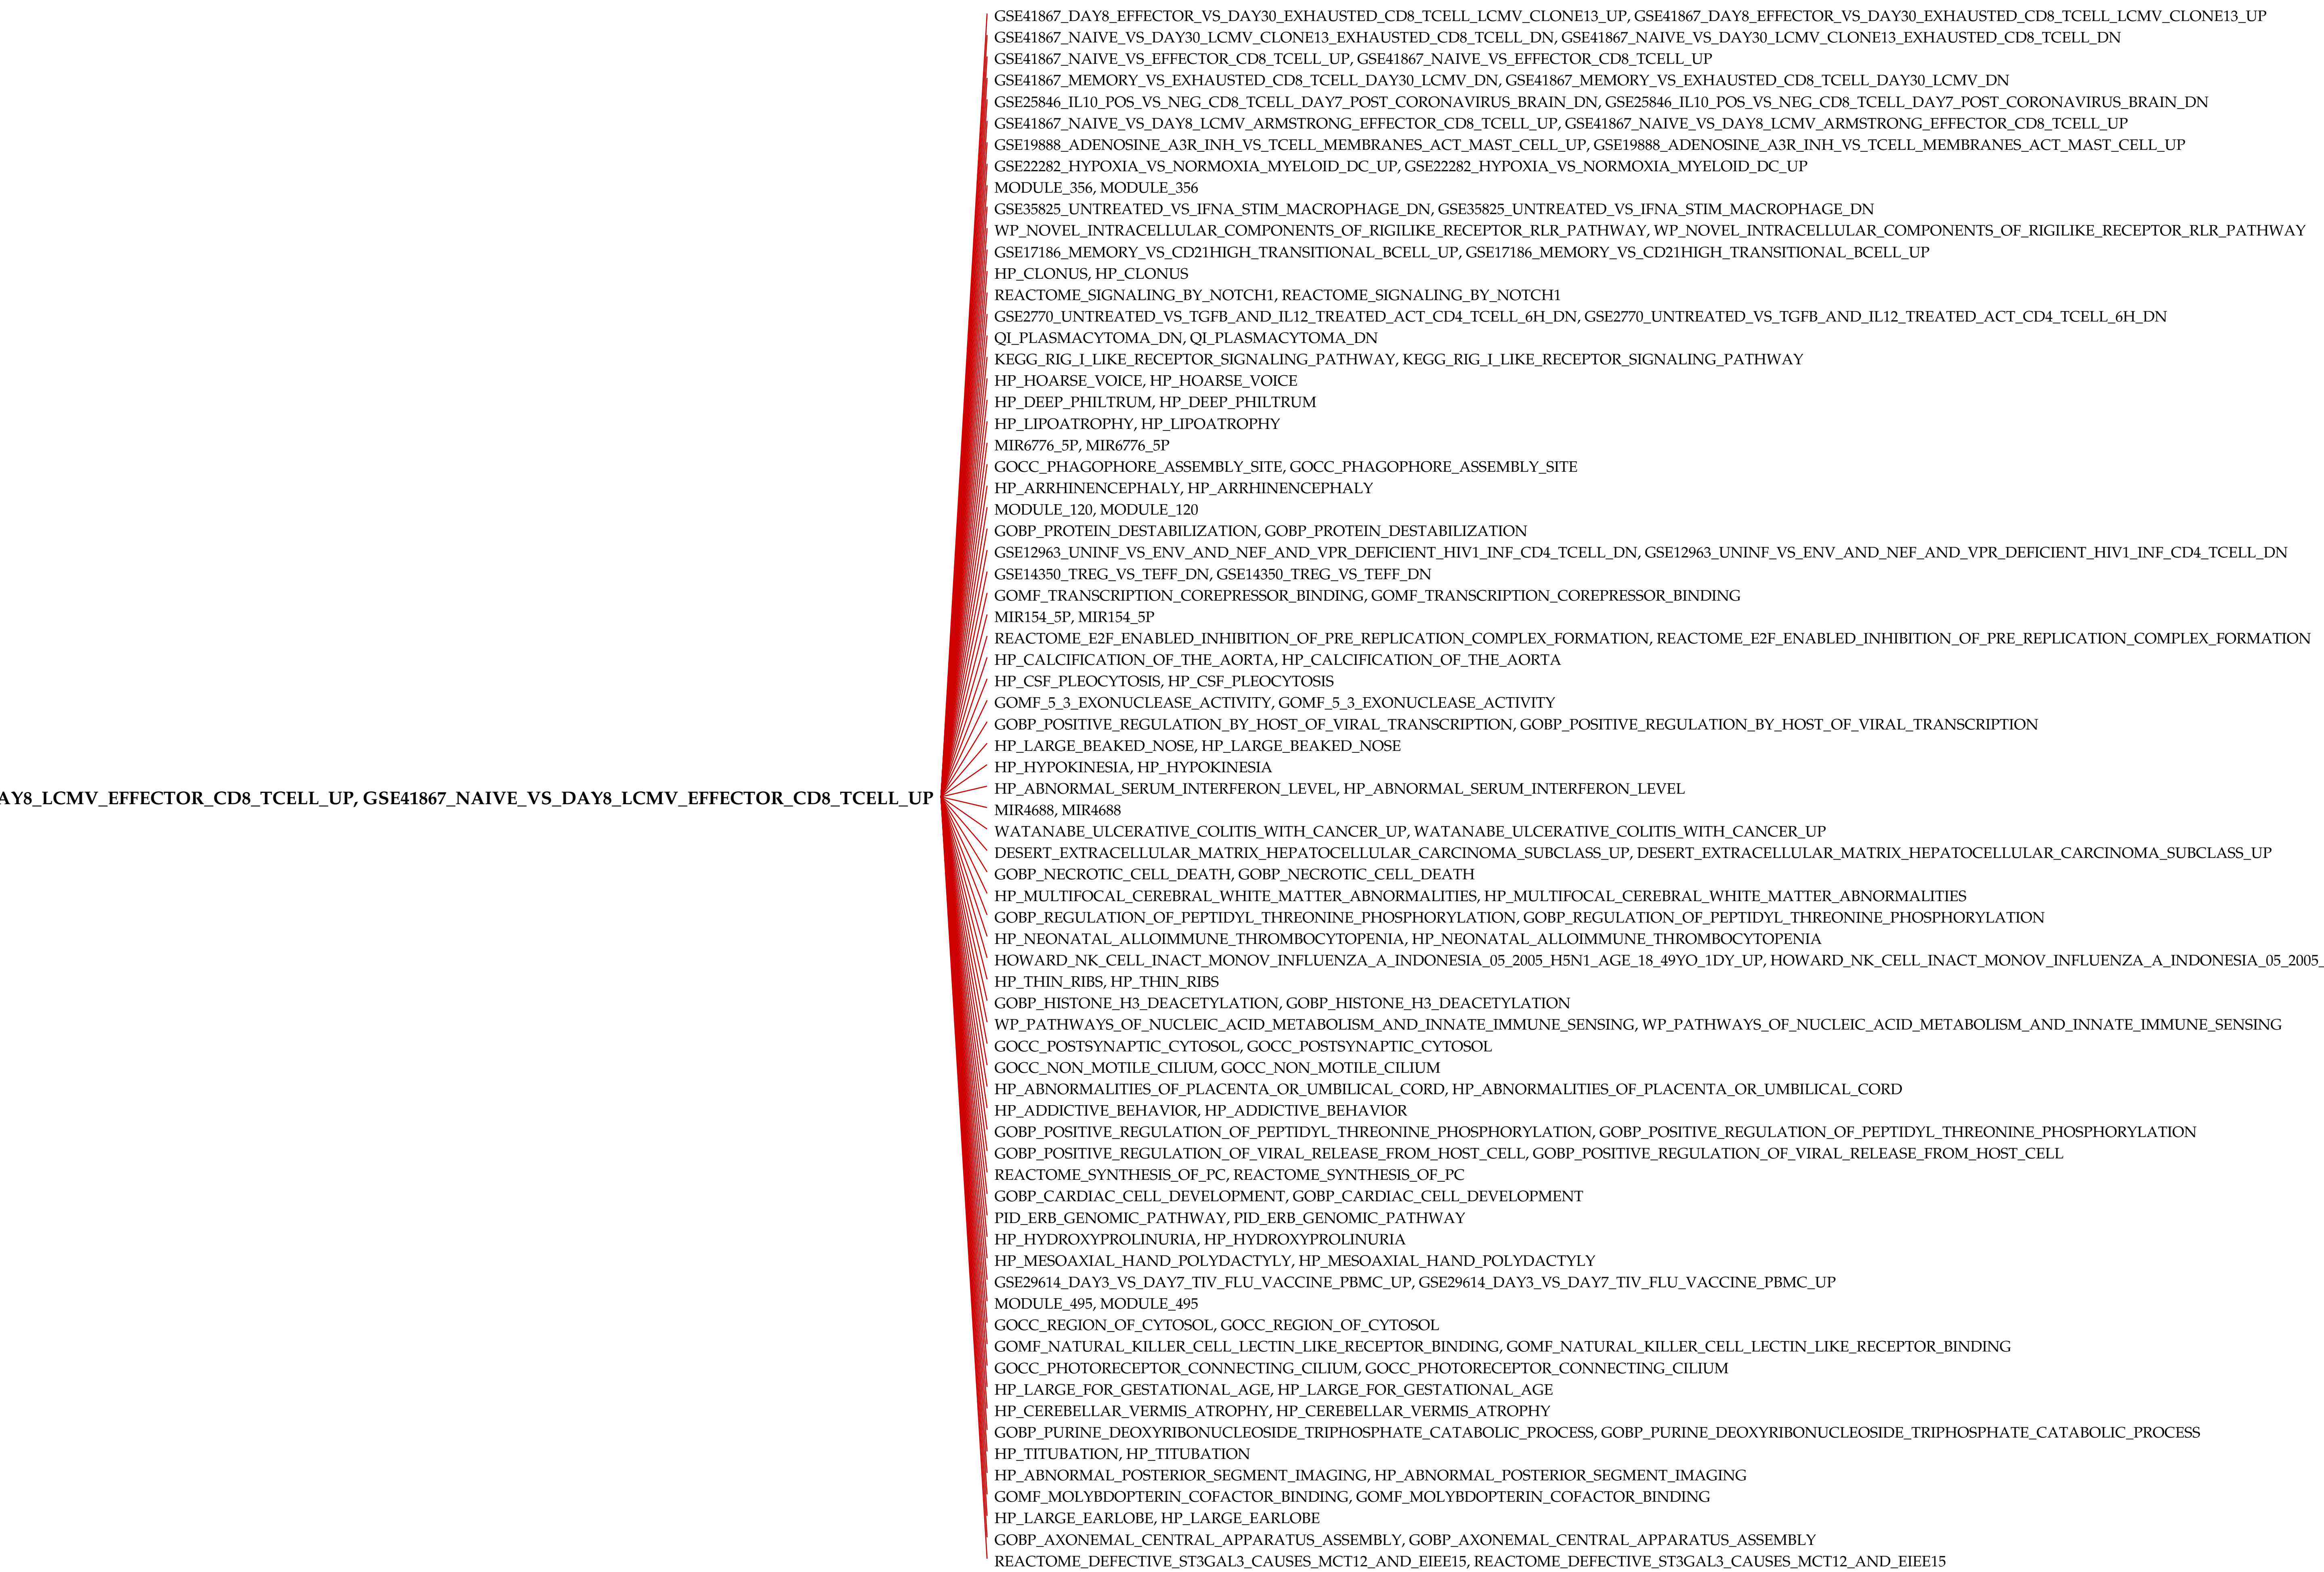 GSE41867_DAY8_EFFECTOR_VS_DAY30_EXHAUSTED_CD8_TCELL_LCMV_CLONE13_UP, GSE41867_DAY8_EFFECTOR_VS_DAY30_EXHAUSTED_CD8_TCELL_LCMV_CLONE13_UP
GSE41867_NAIVE_VS_DAY30_LCMV_CLONE13_EXHAUSTED_CD8_TCELL_DN, GSE41867_NAIVE_VS_DAY30_LCMV_CLONE13_EXHAUSTED_CD8_TCELL_DN
GSE41867_NAIVE_VS_EFFECTOR_CD8_TCELL_UP, GSE41867_NAIVE_VS_EFFECTOR_CD8_TCELL_UP
GSE41867_MEMORY_VS_EXHAUSTED_CD8_TCELL_DAY30_LCMV_DN, GSE41867_MEMORY_VS_EXHAUSTED_CD8_TCELL_DAY30_LCMV_DN
GSE25846_IL10_POS_VS_NEG_CD8_TCELL_DAY7_POST_CORONAVIRUS_BRAIN_DN, GSE25846_IL10_POS_VS_NEG_CD8_TCELL_DAY7_POST_CORONAVIRUS_BRAIN_DN
GSE41867_NAIVE_VS_DAY8_LCMV_ARMSTRONG_EFFECTOR_CD8_TCELL_UP, GSE41867_NAIVE_VS_DAY8_LCMV_ARMSTRONG_EFFECTOR_CD8_TCELL_UP
GSE19888_ADENOSINE_A3R_INH_VS_TCELL_MEMBRANES_ACT_MAST_CELL_UP, GSE19888_ADENOSINE_A3R_INH_VS_TCELL_MEMBRANES_ACT_MAST_CELL_UP
GSE22282_HYPOXIA_VS_NORMOXIA_MYELOID_DC_UP, GSE22282_HYPOXIA_VS_NORMOXIA_MYELOID_DC_UP
MODULE_356, MODULE_356
GSE35825_UNTREATED_VS_IFNA_STIM_MACROPHAGE_DN, GSE35825_UNTREATED_VS_IFNA_STIM_MACROPHAGE_DN
WP_NOVEL_INTRACELLULAR_COMPONENTS_OF_RIGILIKE_RECEPTOR_RLR_PATHWAY, WP_NOVEL_INTRACELLULAR_COMPONENTS_OF_RIGILIKE_RECEPTOR_RLR_PATHWAY
GSE17186_MEMORY_VS_CD21HIGH_TRANSITIONAL_BCELL_UP, GSE17186_MEMORY_VS_CD21HIGH_TRANSITIONAL_BCELL_UP
HP_CLONUS, HP_CLONUS
REACTOME_SIGNALING_BY_NOTCH1, REACTOME_SIGNALING_BY_NOTCH1
GSE2770_UNTREATED_VS_TGFB_AND_IL12_TREATED_ACT_CD4_TCELL_6H_DN, GSE2770_UNTREATED_VS_TGFB_AND_IL12_TREATED_ACT_CD4_TCELL_6H_DN
QI_PLASMACYTOMA_DN, QI_PLASMACYTOMA_DN
KEGG_RIG_I_LIKE_RECEPTOR_SIGNALING_PATHWAY, KEGG_RIG_I_LIKE_RECEPTOR_SIGNALING_PATHWAY
HP_HOARSE_VOICE, HP_HOARSE_VOICE
HP_DEEP_PHILTRUM, HP_DEEP_PHILTRUM
HP_LIPOATROPHY, HP_LIPOATROPHY
MIR6776_5P, MIR6776_5P
GOCC_PHAGOPHORE_ASSEMBLY_SITE, GOCC_PHAGOPHORE_ASSEMBLY_SITE
HP_ARRHINENCEPHALY, HP_ARRHINENCEPHALY
MODULE_120, MODULE_120
GOBP_PROTEIN_DESTABILIZATION, GOBP_PROTEIN_DESTABILIZATION
GSE12963_UNINF_VS_ENV_AND_NEF_AND_VPR_DEFICIENT_HIV1_INF_CD4_TCELL_DN, GSE12963_UNINF_VS_ENV_AND_NEF_AND_VPR_DEFICIENT_HIV1_INF_CD4_TCELL_DN
GSE14350_TREG_VS_TEFF_DN, GSE14350_TREG_VS_TEFF_DN
GOMF_TRANSCRIPTION_COREPRESSOR_BINDING, GOMF_TRANSCRIPTION_COREPRESSOR_BINDING
MIR154_5P, MIR154_5P
REACTOME_E2F_ENABLED_INHIBITION_OF_PRE_REPLICATION_COMPLEX_FORMATION, REACTOME_E2F_ENABLED_INHIBITION_OF_PRE_REPLICATION_COMPLEX_FORMATION
HP_CALCIFICATION_OF_THE_AORTA, HP_CALCIFICATION_OF_THE_AORTA
HP_CSF_PLEOCYTOSIS, HP_CSF_PLEOCYTOSIS
GOMF_5_3_EXONUCLEASE_ACTIVITY, GOMF_5_3_EXONUCLEASE_ACTIVITY
GOBP_POSITIVE_REGULATION_BY_HOST_OF_VIRAL_TRANSCRIPTION, GOBP_POSITIVE_REGULATION_BY_HOST_OF_VIRAL_TRANSCRIPTION
HP_LARGE_BEAKED_NOSE, HP_LARGE_BEAKED_NOSE
HP_HYPOKINESIA, HP_HYPOKINESIA
HP_ABNORMAL_SERUM_INTERFERON_LEVEL, HP_ABNORMAL_SERUM_INTERFERON_LEVEL
AY8_LCMV_EFFECTOR_CD8_TCELL_UP, GSE41867_NAIVE_VS_DAY8_LCMV_EFFECTOR_CD8_TCELL_UP
MIR4688, MIR4688
WATANABE_ULCERATIVE_COLITIS_WITH_CANCER_UP, WATANABE_ULCERATIVE_COLITIS_WITH_CANCER_UP
DESERT_EXTRACELLULAR_MATRIX_HEPATOCELLULAR_CARCINOMA_SUBCLASS_UP, DESERT_EXTRACELLULAR_MATRIX_HEPATOCELLULAR_CARCINOMA_SUBCLASS_UP
GOBP_NECROTIC_CELL_DEATH, GOBP_NECROTIC_CELL_DEATH
HP_MULTIFOCAL_CEREBRAL_WHITE_MATTER_ABNORMALITIES, HP_MULTIFOCAL_CEREBRAL_WHITE_MATTER_ABNORMALITIES
GOBP_REGULATION_OF_PEPTIDYL_THREONINE_PHOSPHORYLATION, GOBP_REGULATION_OF_PEPTIDYL_THREONINE_PHOSPHORYLATION
HP_NEONATAL_ALLOIMMUNE_THROMBOCYTOPENIA, HP_NEONATAL_ALLOIMMUNE_THROMBOCYTOPENIA
HOWARD_NK_CELL_INACT_MONOV_INFLUENZA_A_INDONESIA_05_2005_H5N1_AGE_18_49YO_1DY_UP, HOWARD_NK_CELL_INACT_MONOV_INFLUENZA_A_INDONESIA_05_2005_
HP_THIN_RIBS, HP_THIN_RIBS
GOBP_HISTONE_H3_DEACETYLATION, GOBP_HISTONE_H3_DEACETYLATION
WP_PATHWAYS_OF_NUCLEIC_ACID_METABOLISM_AND_INNATE_IMMUNE_SENSING, WP_PATHWAYS_OF_NUCLEIC_ACID_METABOLISM_AND_INNATE_IMMUNE_SENSING
GOCC_POSTSYNAPTIC_CYTOSOL, GOCC_POSTSYNAPTIC_CYTOSOL
GOCC_NON_MOTILE_CILIUM, GOCC_NON_MOTILE_CILIUM
HP_ABNORMALITIES_OF_PLACENTA_OR_UMBILICAL_CORD, HP_ABNORMALITIES_OF_PLACENTA_OR_UMBILICAL_CORD
HP_ADDICTIVE_BEHAVIOR, HP_ADDICTIVE_BEHAVIOR
GOBP_POSITIVE_REGULATION_OF_PEPTIDYL_THREONINE_PHOSPHORYLATION, GOBP_POSITIVE_REGULATION_OF_PEPTIDYL_THREONINE_PHOSPHORYLATION
GOBP_POSITIVE_REGULATION_OF_VIRAL_RELEASE_FROM_HOST_CELL, GOBP_POSITIVE_REGULATION_OF_VIRAL_RELEASE_FROM_HOST_CELL
REACTOME_SYNTHESIS_OF_PC, REACTOME_SYNTHESIS_OF_PC
GOBP_CARDIAC_CELL_DEVELOPMENT, GOBP_CARDIAC_CELL_DEVELOPMENT
PID_ERB_GENOMIC_PATHWAY, PID_ERB_GENOMIC_PATHWAY
HP_HYDROXYPROLINURIA, HP_HYDROXYPROLINURIA
HP_MESOAXIAL_HAND_POLYDACTYLY, HP_MESOAXIAL_HAND_POLYDACTYLY
GSE29614_DAY3_VS_DAY7_TIV_FLU_VACCINE_PBMC_UP, GSE29614_DAY3_VS_DAY7_TIV_FLU_VACCINE_PBMC_UP
MODULE_495, MODULE_495
GOCC_REGION_OF_CYTOSOL, GOCC_REGION_OF_CYTOSOL
GOMF_NATURAL_KILLER_CELL_LECTIN_LIKE_RECEPTOR_BINDING, GOMF_NATURAL_KILLER_CELL_LECTIN_LIKE_RECEPTOR_BINDING
GOCC_PHOTORECEPTOR_CONNECTING_CILIUM, GOCC_PHOTORECEPTOR_CONNECTING_CILIUM
HP_LARGE_FOR_GESTATIONAL_AGE, HP_LARGE_FOR_GESTATIONAL_AGE
HP_CEREBELLAR_VERMIS_ATROPHY, HP_CEREBELLAR_VERMIS_ATROPHY
GOBP_PURINE_DEOXYRIBONUCLEOSIDE_TRIPHOSPHATE_CATABOLIC_PROCESS, GOBP_PURINE_DEOXYRIBONUCLEOSIDE_TRIPHOSPHATE_CATABOLIC_PROCESS
HP_TITUBATION, HP_TITUBATION
HP_ABNORMAL_POSTERIOR_SEGMENT_IMAGING, HP_ABNORMAL_POSTERIOR_SEGMENT_IMAGING
GOMF_MOLYBDOPTERIN_COFACTOR_BINDING, GOMF_MOLYBDOPTERIN_COFACTOR_BINDING
HP_LARGE_EARLOBE, HP_LARGE_EARLOBE
GOBP_AXONEMAL_CENTRAL_APPARATUS_ASSEMBLY, GOBP_AXONEMAL_CENTRAL_APPARATUS_ASSEMBLY
REACTOME_DEFECTIVE_ST3GAL3_CAUSES_MCT12_AND_EIEE15, REACTOME_DEFECTIVE_ST3GAL3_CAUSES_MCT12_AND_EIEE15